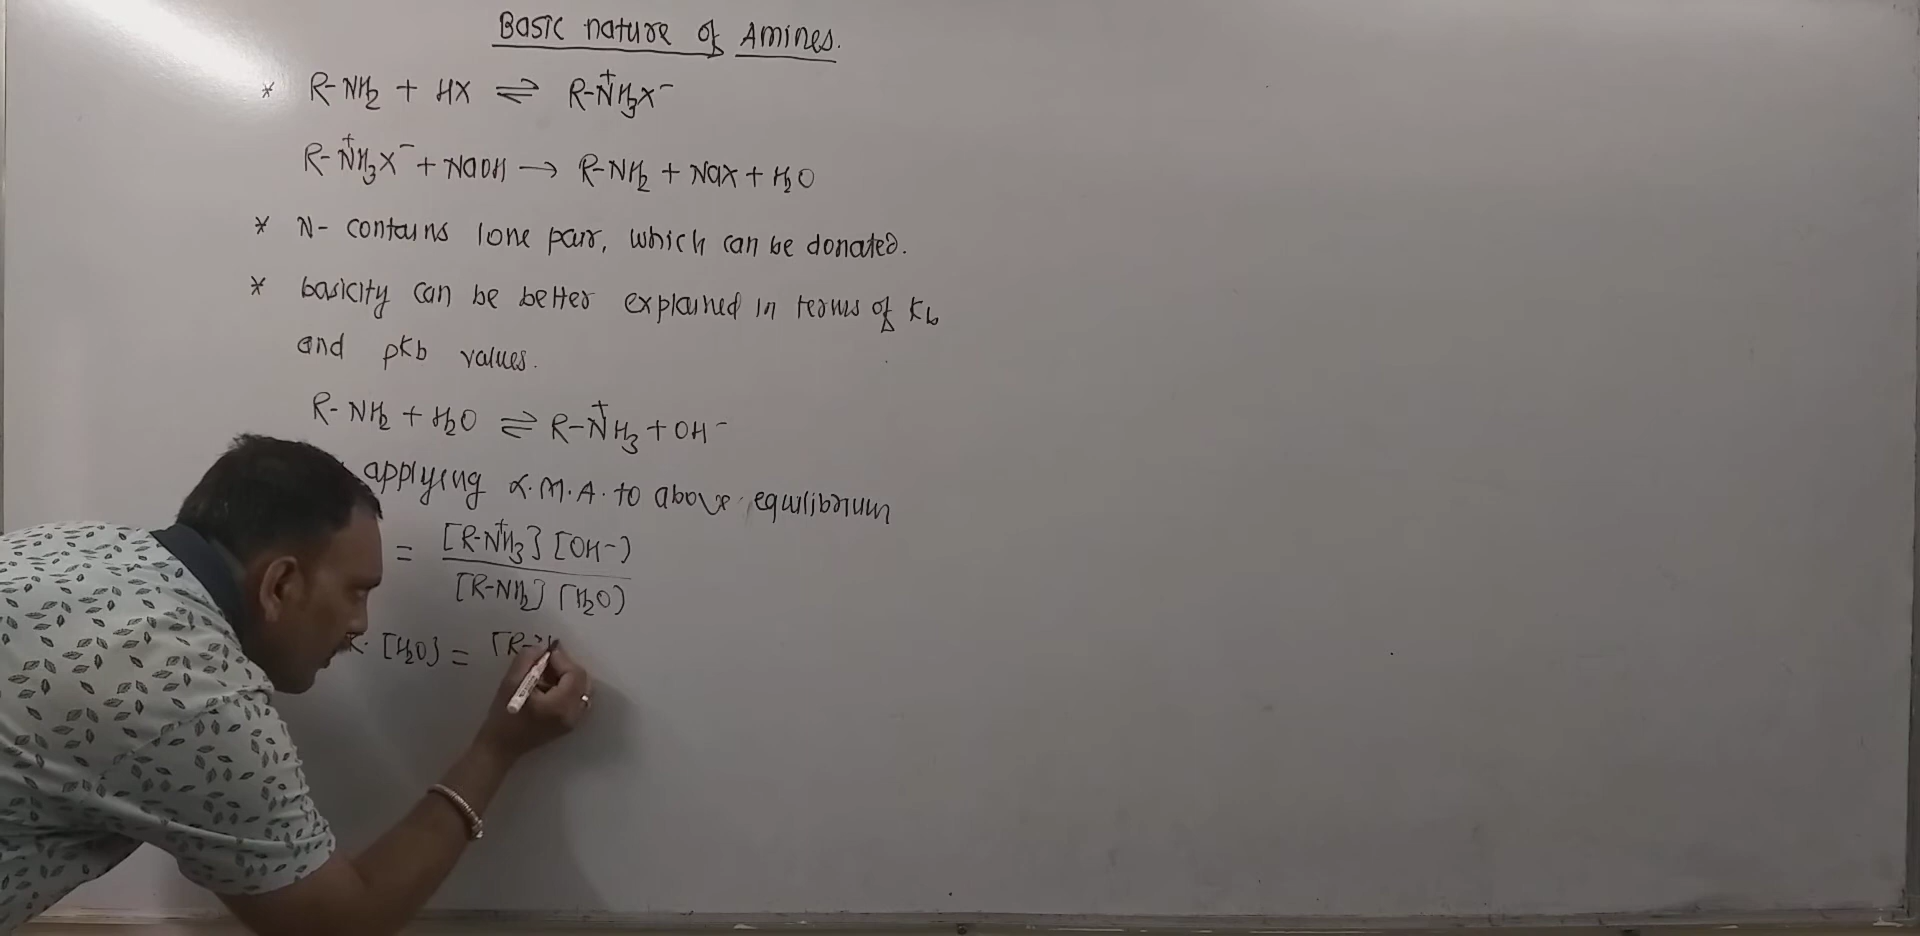 Basic nature of Amines.
* R-NH₂ + HX ⇌ R-N⁺H₃X⁻
R-N⁺H₃X⁻ + NaOH → R-NH₂ + NaX + H₂O
* N- contains lone pair, which can be donated.
* basicity can be better explained in terms of Kb
and pKb values.
R-NH₂ + H₂O ⇌ R-N⁺H₃ + OH⁻
applying L.M.A. to above equilibrium
= [R-N⁺H₃] [OH⁻)
[R-NH₂] [H₂O)
K. [H₂O] = [R-N